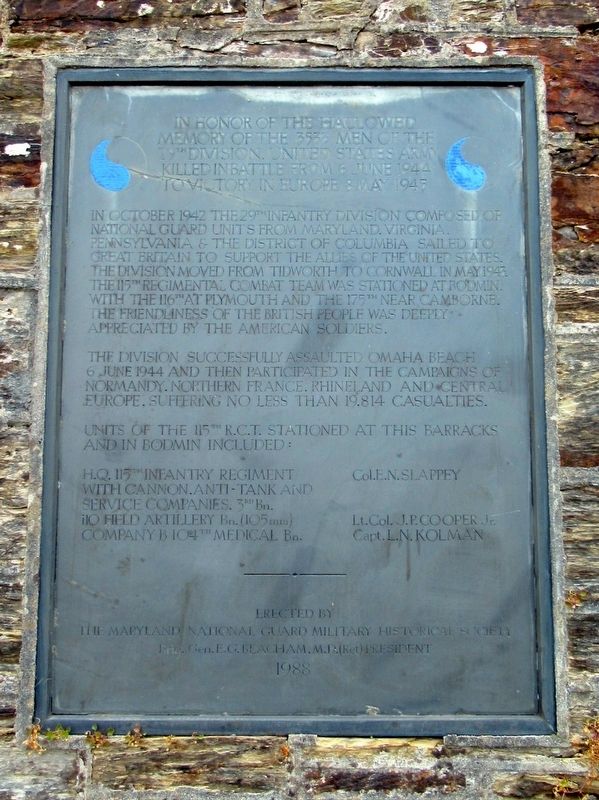 IN HONOR OF THE HALLOWED
MEMORY OF THE MEN OF THE
DIVISION, UNITED STATES ARMY
KILLED IN BATTLE FROM 6 JUNE 1944
TO VICTORY IN EUROPE 8 MAY 1945
IN OCTOBER 1942 THE 29TH INFANTRY DIVISION COMPOSED OF
NATIONAL GUARD UNITS FROM MARYLAND, VIRGINIA,
PENNSYLVANIA & THE DISTRICT OF COLUMBIA SAILED TO
GREAT BRITAIN TO SUPPORT THE ALLIES OF THE UNITED STATES.
THE DIVISION MOVED FROM TIDWORTH TO CORNWALL IN MAY 1943.
THE 115TH REGIMENTAL COMBAT TEAM WAS STATIONED AT BODMIN,
WITH THE 116TH AT PLYMOUTH AND THE 175TH NEAR CAMBORNE.
THE FRIENDLINESS OF THE BRITISH PEOPLE WAS DEEPLY
APPRECIATED BY THE AMERICAN SOLDIERS.
THE DIVISION SUCCESSFULLY ASSAULTED OMAHA BEACH
6 JUNE 1944 AND THEN PARTICIPATED IN THE CAMPAIGNS OF
NORMANDY, NORTHERN FRANCE, RHINELAND AND CENTRAL
EUROPE, SUFFERING NO LESS THAN 19,814 CASUALTIES.
UNITS OF THE 115TH R.C.T. STATIONED AT THIS BARRACKS
AND IN BODMIN INCLUDED:
H.Q. 115TH INFANTRY REGIMENT Col. E.N. SLAPPEY
WITH CANNON, ANTI-TANK AND
SERVICE COMPANIES, 3RD Bn.
110 FIELD ARTILLERY Bn. (105mm) Lt. Col. J.P. COOPER Jr.
COMPANY B 104TH MEDICAL Bn. Capt. L.N. KOLMAN
ERECTED BY
THE MARYLAND NATIONAL GUARD MILITARY HISTORICAL SOCIETY
Brig. Gen. E.G. BEACHAM, M.D. (Ret) PRESIDENT
1988